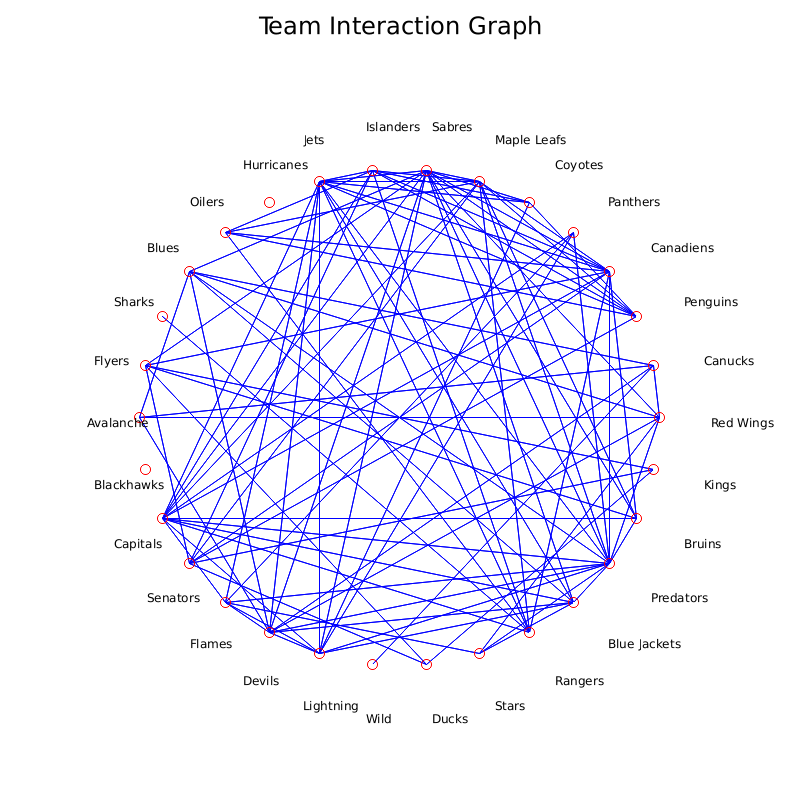 Team Interaction Graph
Islanders
Sabres
Jets
Maple Leafs
Hurricanes
Coyotes
Oilers
Panthers
Blues
Canadiens
Sharks
Penguins
Flyers
Canucks
Avalanche
Red Wings
Blackhawks
Kings
Capitals
Bruins
Senators
Predators
Flames
Blue Jackets
Devils
Rangers
Lightning
Stars
Wild
Ducks